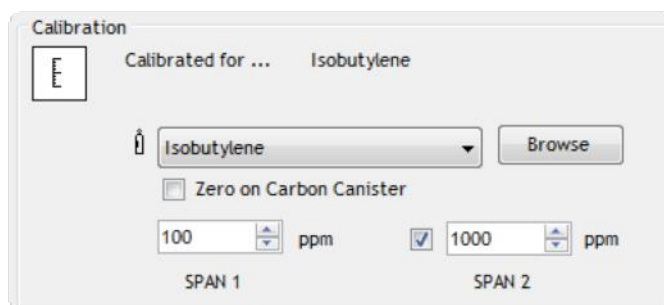 Calibration
Calibrated for ... Isobutylene
Isobutylene Browse
Zero on Carbon Canister
100 ppm 1000 ppm
SPAN 1 SPAN 2